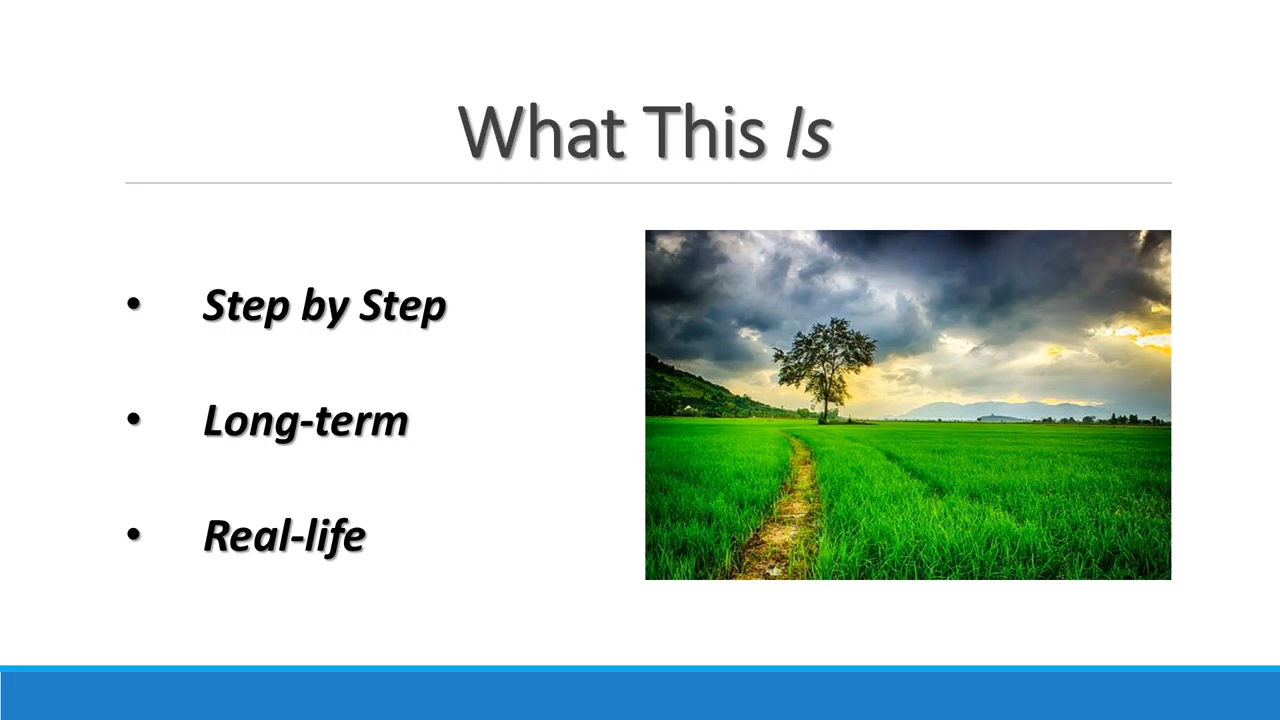 What This Is
• Step by Step
• Long-term
• Real-life